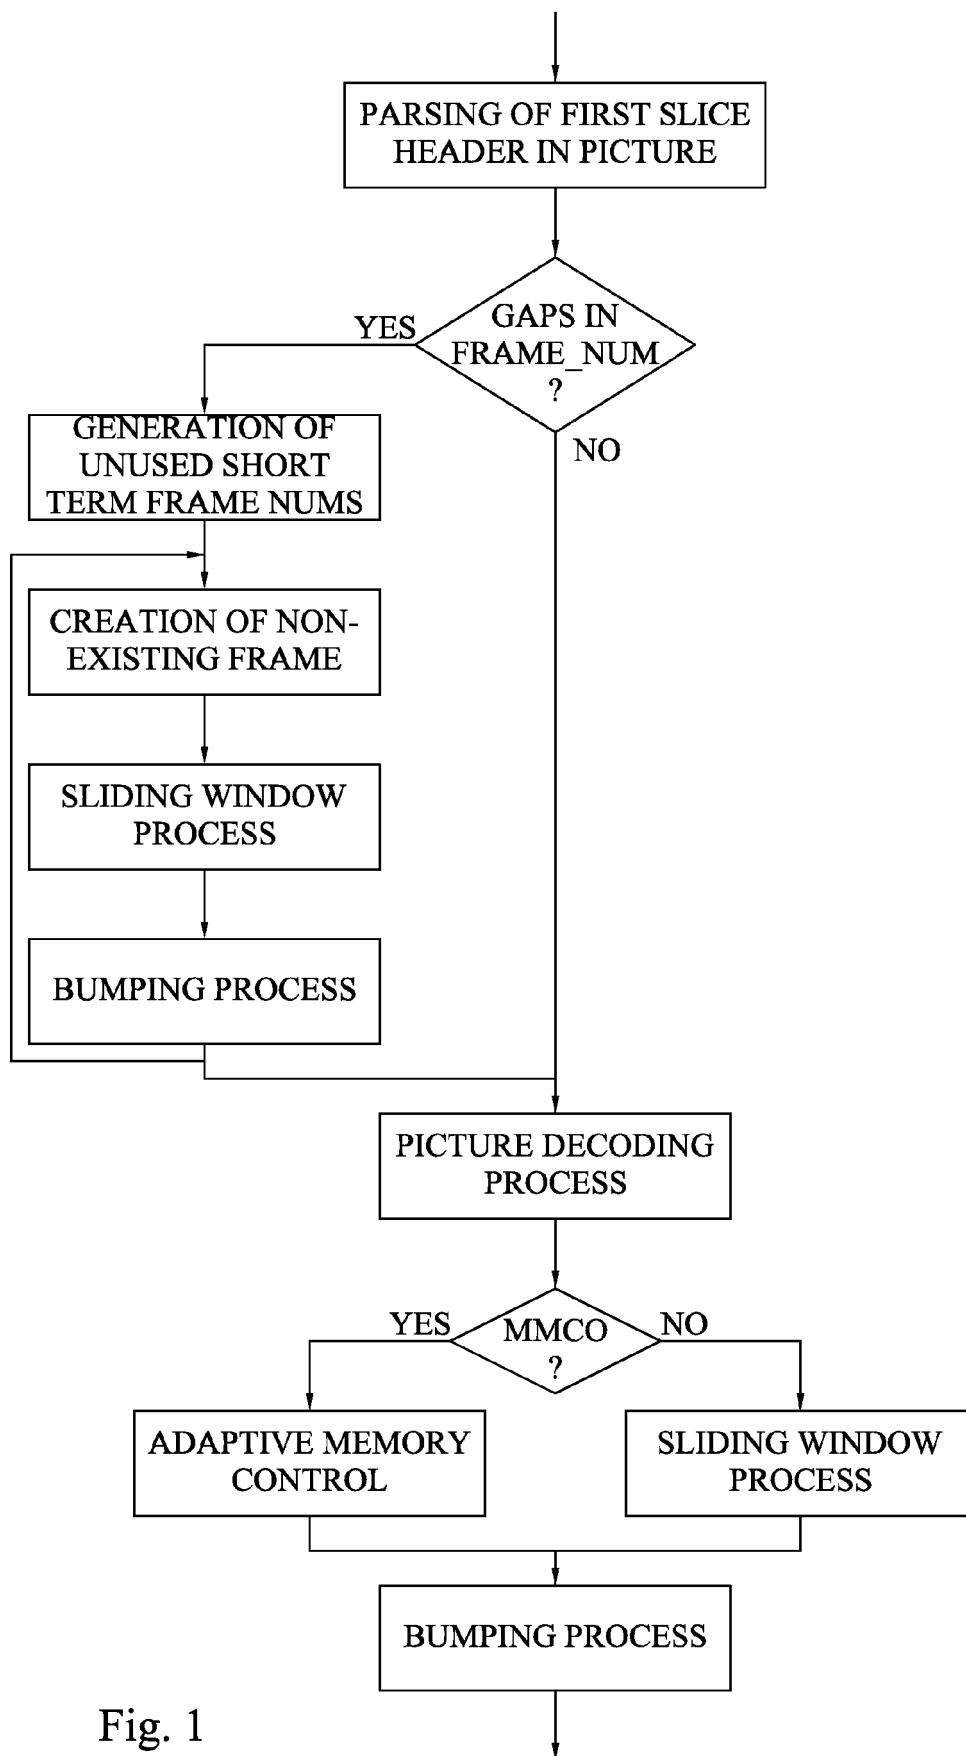 PARSING OF FIRST SLICE
HEADER IN PICTURE
GAPS IN
FRAME_NUM
?
YES
NO
GENERATION OF
UNUSED SHORT
TERM FRAME NUMS
CREATION OF NON-
EXISTING FRAME
SLIDING WINDOW
PROCESS
BUMPING PROCESS
PICTURE DECODING
PROCESS
MMCO
?
YES
NO
ADAPTIVE MEMORY
CONTROL
SLIDING WINDOW
PROCESS
BUMPING PROCESS
Fig. 1